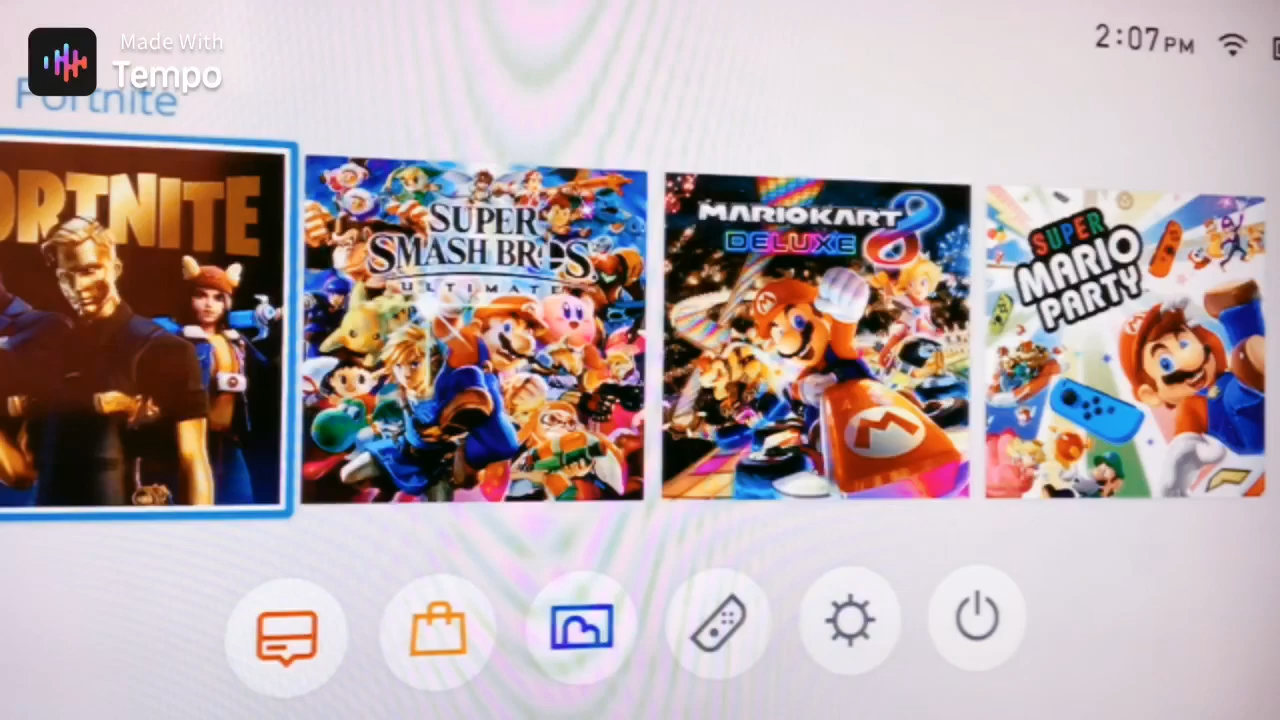 Made With
Tempo
2:07 PM
Fortnite
ORTNITE
SUPER
SMASH BROS.
ULTIMATE
MARIOKART 8
DELUXE
SUPER
MARIO
PARTY
M
M